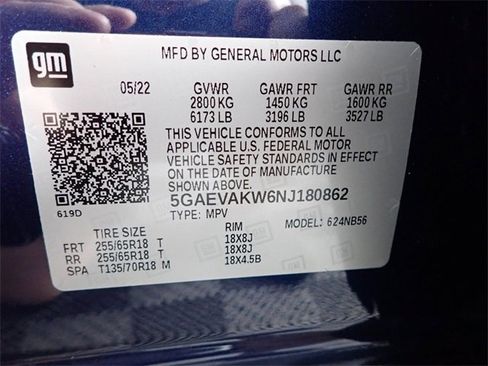 gm
MFD BY GENERAL MOTORS LLC
05/22 GVWR GAWR FRT GAWR RR
2800 KG 1450 KG 1600 KG
6173 LB 3196 LB 3527 LB
THIS VEHICLE CONFORMS TO ALL
APPLICABLE U.S. FEDERAL MOTOR
VEHICLE SAFETY STANDARDS IN EFFECT
ON THE DATE OF MANUFACTURE
SHOWN ABOVE.
619D
5GAEVAKW6NJ180862
TYPE: MPV MODEL: 624NB56
TIRE SIZE RIM
FRT 255/65R18 T 18X8J
RR 255/65R18 T 18X8J
SPA T135/70R18 M 18X4.5B